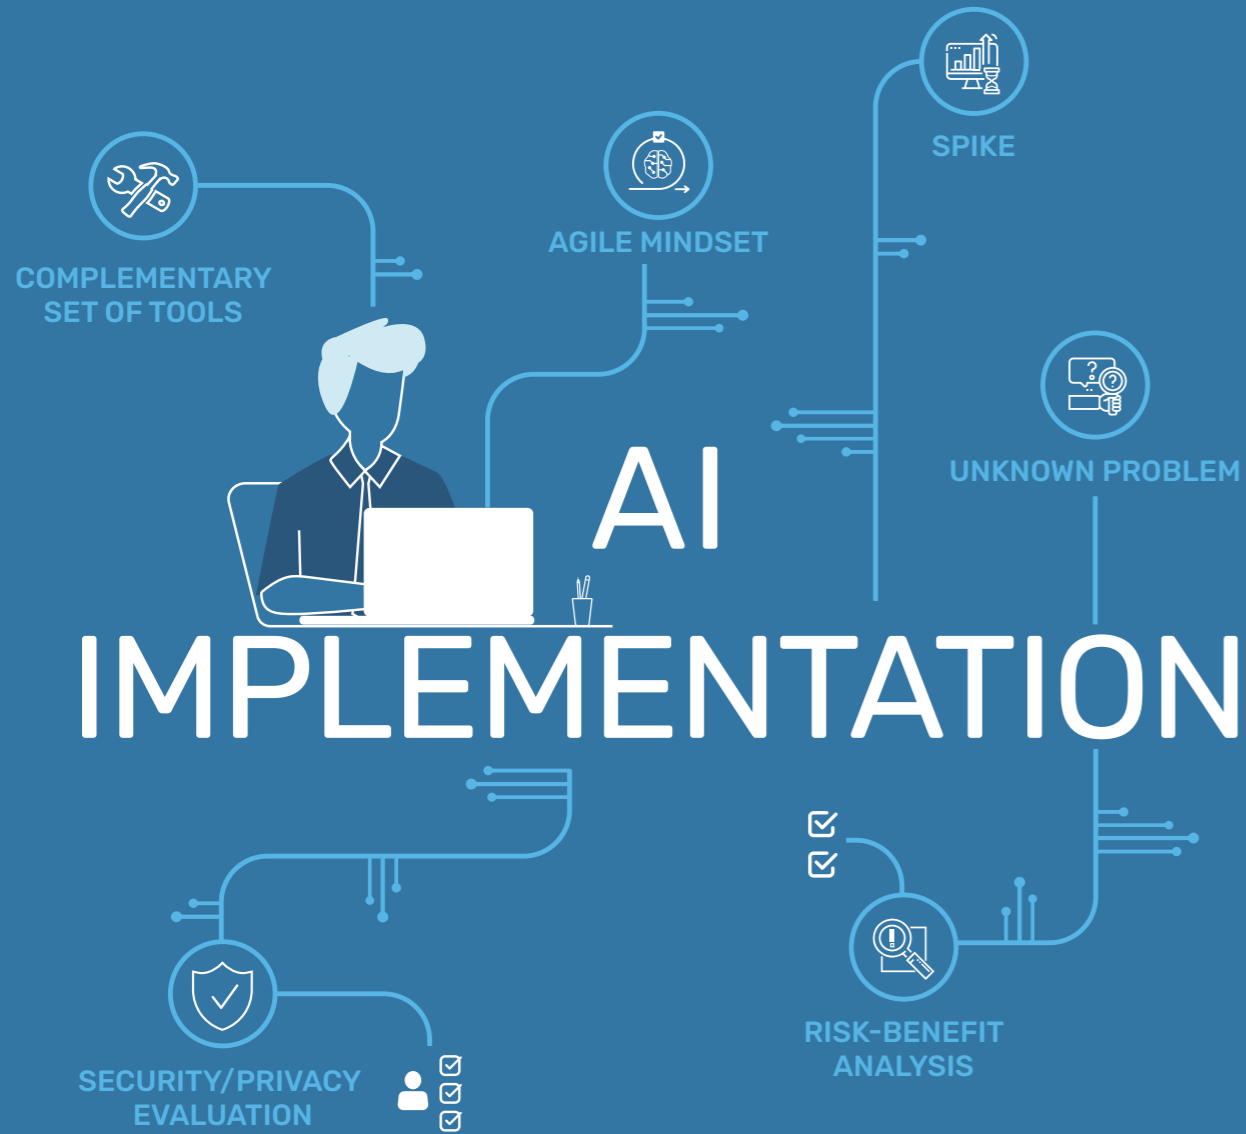 SPIKE
AGILE MINDSET
COMPLEMENTARY
SET OF TOOLS
UNKNOWN PROBLEM
AI
IMPLEMENTATION
RISK-BENEFIT
ANALYSIS
SECURITY/PRIVACY
EVALUATION